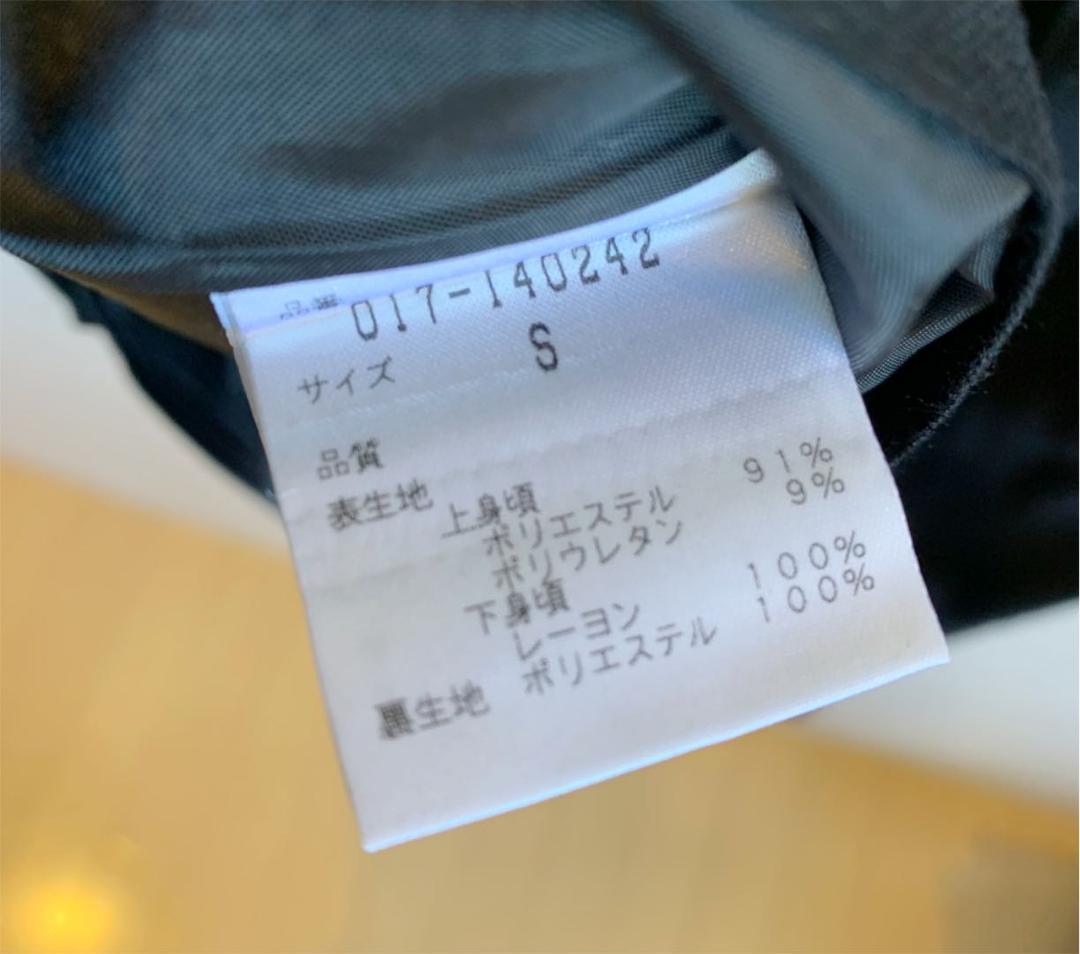 品番 017-140242
サイズ S
品質
表生地 上身頃
ポリエステル 91%
ポリウレタン 9%
下身頃
レーヨン 100%
裏生地 ポリエステル 100%